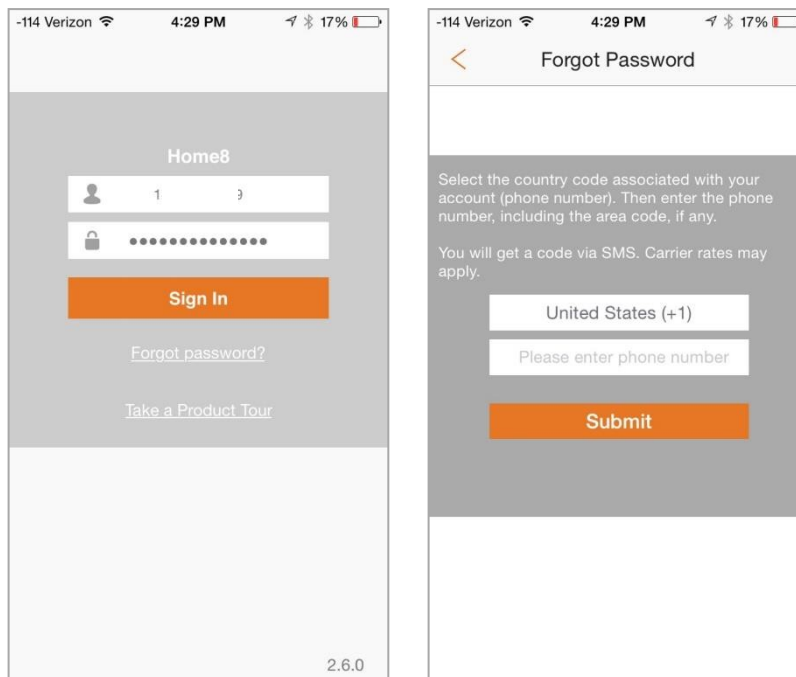 -114 Verizon 4:29 PM 17%
Home8
1 9
••••••••••••••
Sign In
Forgot password?
Take a Product Tour
2.6.0
-114 Verizon 4:29 PM 17%
Forgot Password
Select the country code associated with your
account (phone number). Then enter the phone
number, including the area code, if any.
You will get a code via SMS. Carrier rates may
apply.
United States (+1)
Please enter phone number
Submit